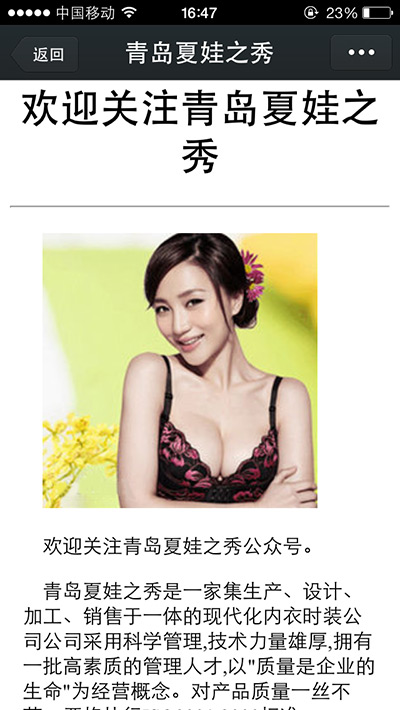 中国移动 16:47 23%
返回 青岛夏娃之秀
欢迎关注青岛夏娃之
秀
欢迎关注青岛夏娃之秀公众号。
青岛夏娃之秀是一家集生产、设计、
加工、销售于一体的现代化内衣时装公
司公司采用科学管理,技术力量雄厚,拥有
一批高素质的管理人才,以"质量是企业的
生命"为经营概念。对产品质量一丝不